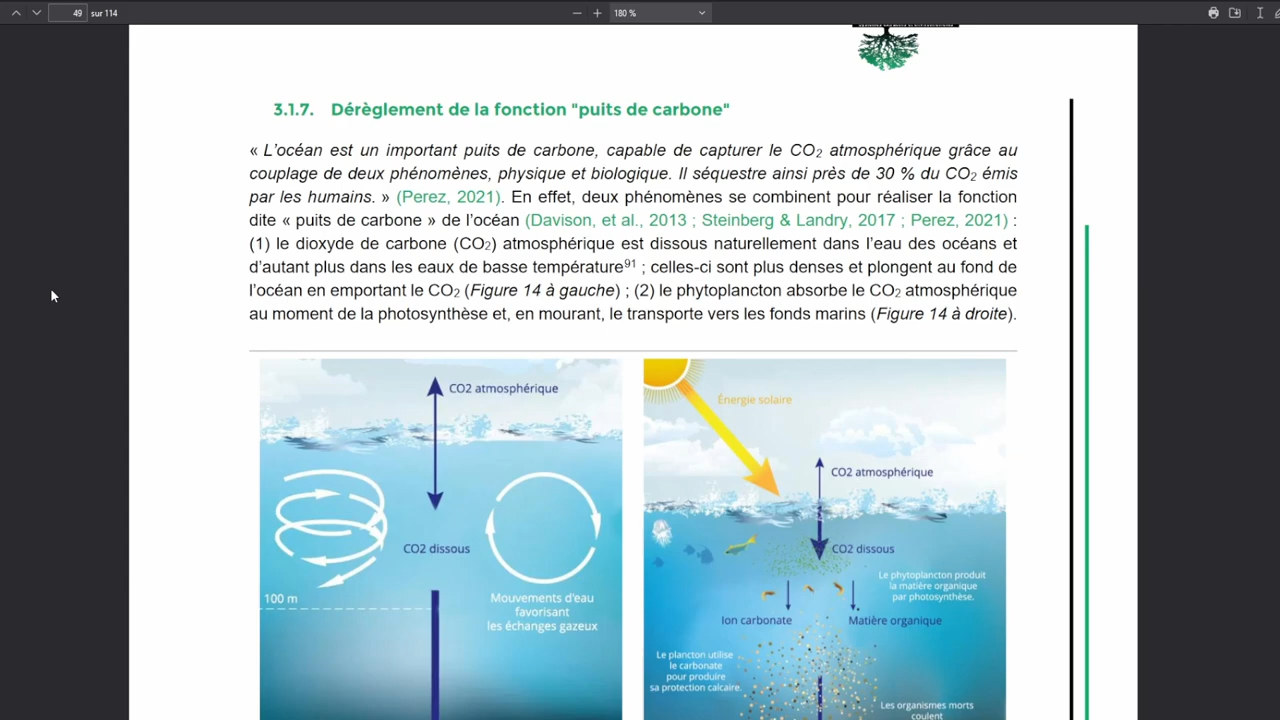 49 sur 114
180 %
3.1.7. Dérèglement de la fonction "puits de carbone"
« L'océan est un important puits de carbone, capable de capturer le CO2 atmosphérique grâce au
couplage de deux phénomènes, physique et biologique. Il séquestre ainsi près de 30 % du CO2 émis
par les humains. » (Perez, 2021). En effet, deux phénomènes se combinent pour réaliser la fonction
dite « puits de carbone » de l'océan (Davison, et al., 2013 ; Steinberg & Landry, 2017 ; Perez, 2021) :
(1) le dioxyde de carbone (CO2) atmosphérique est dissous naturellement dans l'eau des océans et
d'autant plus dans les eaux de basse température91 ; celles-ci sont plus denses et plongent au fond de
l'océan en emportant le CO2 (Figure 14 à gauche) ; (2) le phytoplancton absorbe le CO2 atmosphérique
au moment de la photosynthèse et, en mourant, le transporte vers les fonds marins (Figure 14 à droite).
CO2 atmosphérique
CO2 dissous
100 m
Mouvements d'eau
favorisant
les échanges gazeux
Énergie solaire
CO2 atmosphérique
CO2 dissous
Le phytoplancton produit
la matière organique
par photosynthèse.
Ion carbonate
Matière organique
Le plancton utilise
le carbonate
pour produire
sa protection calcaire.
Les organismes morts
coulent